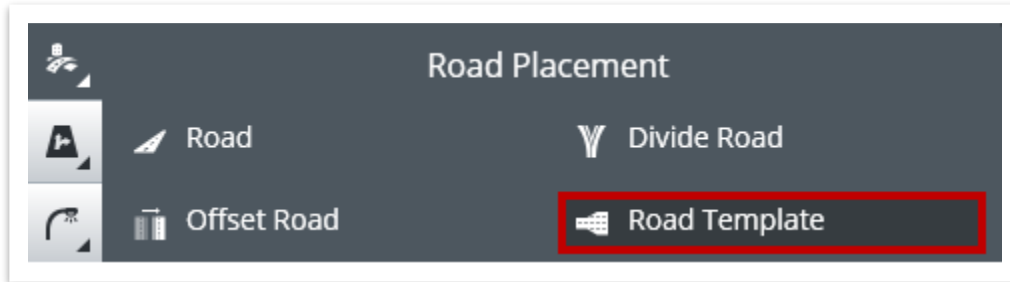 Road Placement
Road
Divide Road
Offset Road
Road Template